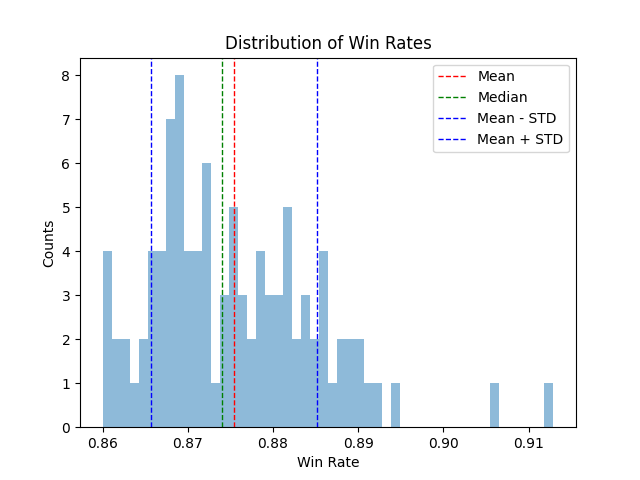 Distribution of Win Rates
Mean
Median
Mean - STD
Mean + STD
8
7
6
5
4
3
2
1
0
Counts
0.86 0.87 0.88 0.89 0.90 0.91
Win Rate